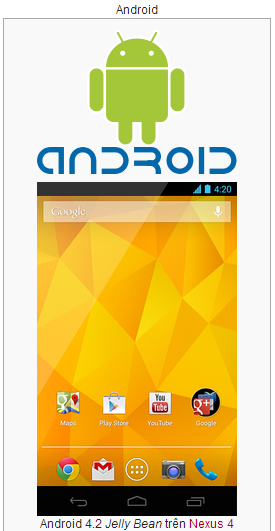 Android
ANDROID
4:20
Google
Maps
Play Store
YouTube
Google
Android 4.2 Jelly Bean trên Nexus 4